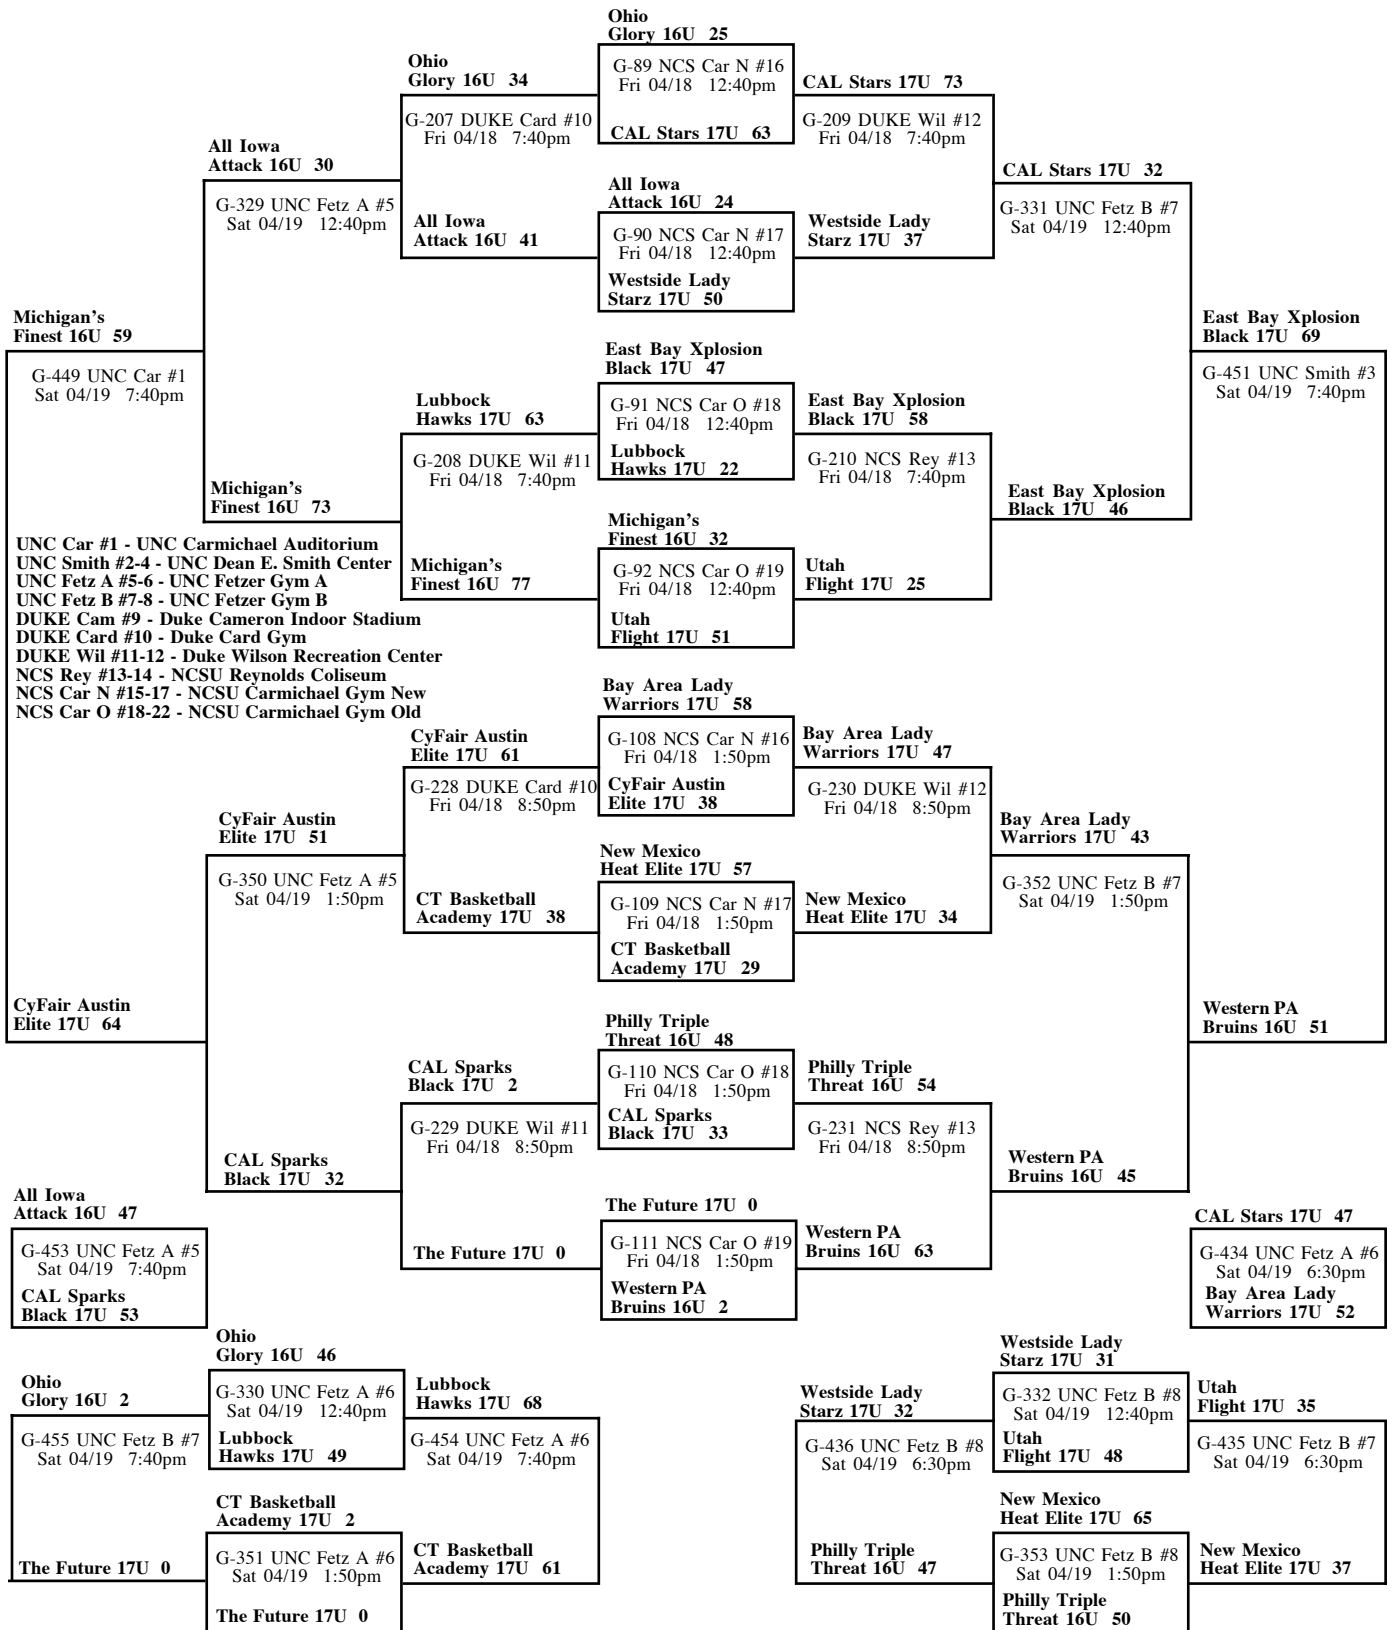 Ohio
Glory 16U 25
G-89 NCS Car N #16
Fri 04/18 12:40pm
CAL Stars 17U 63
Ohio
Glory 16U 34
G-207 DUKE Card #10
Fri 04/18 7:40pm
CAL Stars 17U 73
G-209 DUKE Wil #12
Fri 04/18 7:40pm
All Iowa
Attack 16U 30
G-329 UNC Fetz A #5
Sat 04/19 12:40pm
All Iowa
Attack 16U 41
All Iowa
Attack 16U 24
G-90 NCS Car N #17
Fri 04/18 12:40pm
Westside Lady
Starz 17U 50
Westside Lady
Starz 17U 37
CAL Stars 17U 32
G-331 UNC Fetz B #7
Sat 04/19 12:40pm
Michigan's
Finest 16U 59
G-449 UNC Car #1
Sat 04/19 7:40pm
East Bay Xplosion
Black 17U 69
G-451 UNC Smith #3
Sat 04/19 7:40pm
East Bay Xplosion
Black 17U 47
G-91 NCS Car O #18
Fri 04/18 12:40pm
Lubbock
Hawks 17U 22
Lubbock
Hawks 17U 63
G-208 DUKE Wil #11
Fri 04/18 7:40pm
East Bay Xplosion
Black 17U 58
G-210 NCS Rey #13
Fri 04/18 7:40pm
Michigan's
Finest 16U 73
East Bay Xplosion
Black 17U 46
Michigan's
Finest 16U 32
G-92 NCS Car O #19
Fri 04/18 12:40pm
Utah
Flight 17U 51
Michigan's
Finest 16U 77
Utah
Flight 17U 25
UNC Car #1 - UNC Carmichael Auditorium
UNC Smith #2-4 - UNC Dean E. Smith Center
UNC Fetz A #5-6 - UNC Fetzer Gym A
UNC Fetz B #7-8 - UNC Fetzer Gym B
DUKE Cam #9 - Duke Cameron Indoor Stadium
DUKE Card #10 - Duke Card Gym
DUKE Wil #11-12 - Duke Wilson Recreation Center
NCS Rey #13-14 - NCSU Reynolds Coliseum
NCS Car N #15-17 - NCSU Carmichael Gym New
NCS Car O #18-22 - NCSU Carmichael Gym Old
Bay Area Lady
Warriors 17U 58
G-108 NCS Car N #16
Fri 04/18 1:50pm
CyFair Austin
Elite 17U 38
CyFair Austin
Elite 17U 61
G-228 DUKE Card #10
Fri 04/18 8:50pm
Bay Area Lady
Warriors 17U 47
G-230 DUKE Wil #12
Fri 04/18 8:50pm
CyFair Austin
Elite 17U 51
G-350 UNC Fetz A #5
Sat 04/19 1:50pm
Bay Area Lady
Warriors 17U 43
G-352 UNC Fetz B #7
Sat 04/19 1:50pm
New Mexico
Heat Elite 17U 57
G-109 NCS Car N #17
Fri 04/18 1:50pm
CT Basketball
Academy 17U 29
CT Basketball
Academy 17U 38
New Mexico
Heat Elite 17U 34
CyFair Austin
Elite 17U 64
Western PA
Bruins 16U 51
Philly Triple
Threat 16U 48
G-110 NCS Car O #18
Fri 04/18 1:50pm
CAL Sparks
Black 17U 33
CAL Sparks
Black 17U 2
G-229 DUKE Wil #11
Fri 04/18 8:50pm
Philly Triple
Threat 16U 54
G-231 NCS Rey #13
Fri 04/18 8:50pm
CAL Sparks
Black 17U 32
Western PA
Bruins 16U 45
The Future 17U 0
G-111 NCS Car O #19
Fri 04/18 1:50pm
Western PA
Bruins 16U 2
The Future 17U 0
Western PA
Bruins 16U 63
All Iowa
Attack 16U 47
G-453 UNC Fetz A #5
Sat 04/19 7:40pm
CAL Sparks
Black 17U 53
CAL Stars 17U 47
G-434 UNC Fetz A #6
Sat 04/19 6:30pm
Bay Area Lady
Warriors 17U 52
Ohio
Glory 16U 46
G-330 UNC Fetz A #6
Sat 04/19 12:40pm
Lubbock
Hawks 17U 49
Ohio
Glory 16U 2
G-455 UNC Fetz B #7
Sat 04/19 7:40pm
Lubbock
Hawks 17U 68
G-454 UNC Fetz A #6
Sat 04/19 7:40pm
CT Basketball
Academy 17U 2
G-351 UNC Fetz A #6
Sat 04/19 1:50pm
The Future 17U 0
The Future 17U 0
CT Basketball
Academy 17U 61
Westside Lady
Starz 17U 31
G-332 UNC Fetz B #8
Sat 04/19 12:40pm
Utah
Flight 17U 48
Westside Lady
Starz 17U 32
G-436 UNC Fetz B #8
Sat 04/19 6:30pm
Utah
Flight 17U 35
G-435 UNC Fetz B #7
Sat 04/19 6:30pm
New Mexico
Heat Elite 17U 65
G-353 UNC Fetz B #8
Sat 04/19 1:50pm
Philly Triple
Threat 16U 50
Philly Triple
Threat 16U 47
New Mexico
Heat Elite 17U 37